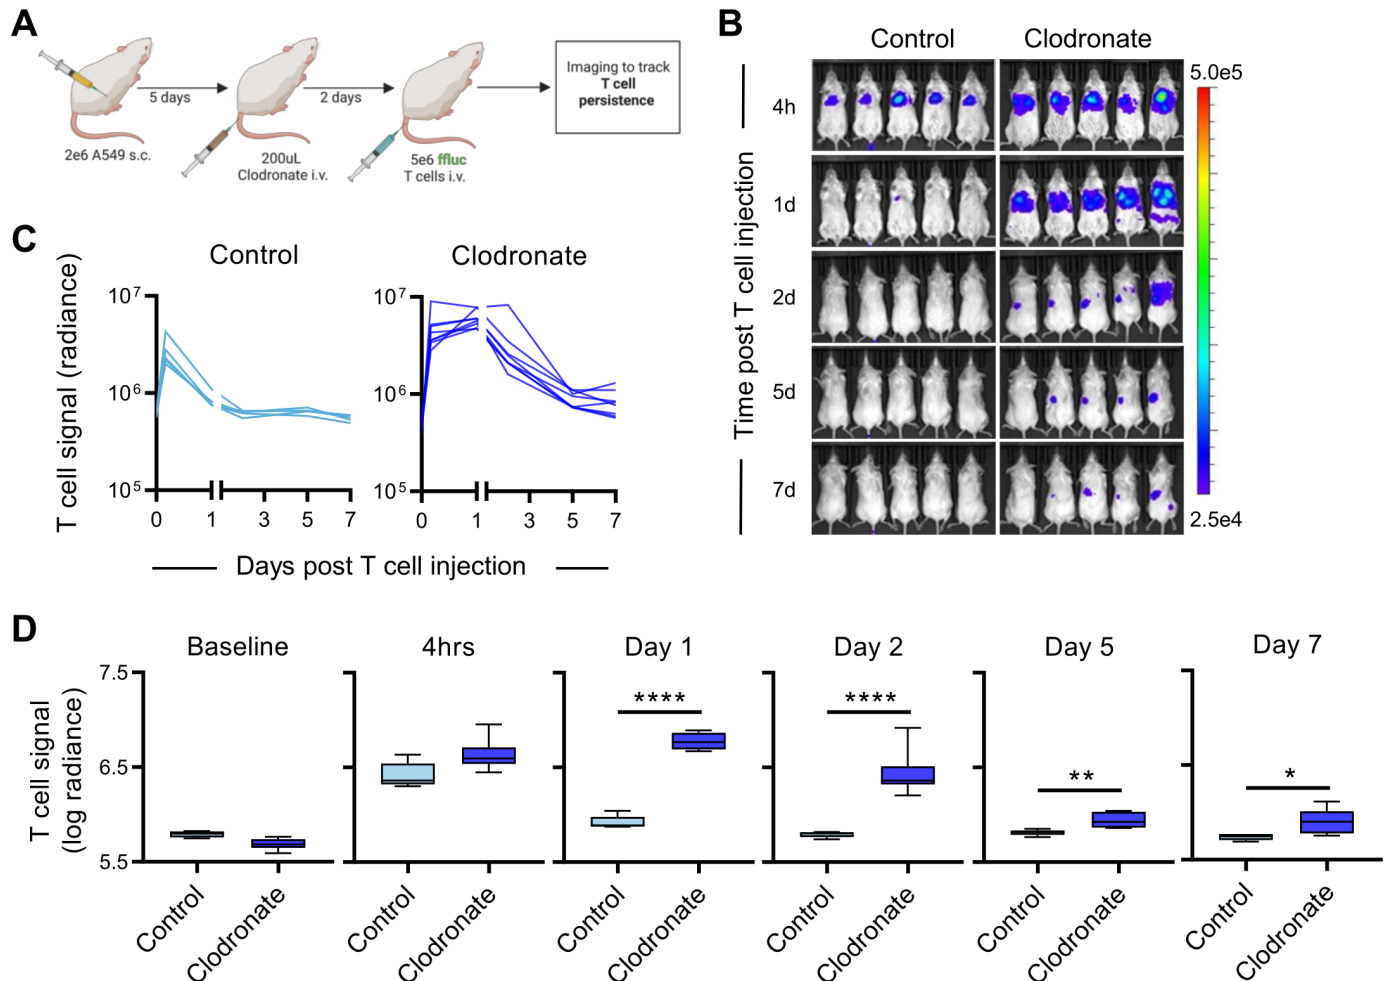 A
5 days
2 days
2e6 A549 s.c.
200uL
Clodronate i.v.
5e6 ffluc
T cells i.v.
Imaging to track
T cell
persistence
B
Control
Clodronate
Time post T cell injection
4h
1d
2d
5d
7d
5.0e5
2.5e4
C
Control
Clodronate
T cell signal (radiance)
10⁷
10⁶
10⁵
0 1 3 5 7
10⁷
10⁶
10⁵
0 1 3 5 7
Days post T cell injection
D
T cell signal
(log radiance)
7.5
6.5
5.5
Baseline
Control
Clodronate
4hrs
Control
Clodronate
Day 1
****
Control
Clodronate
Day 2
****
Control
Clodronate
Day 5
**
Control
Clodronate
Day 7
*
Control
Clodronate